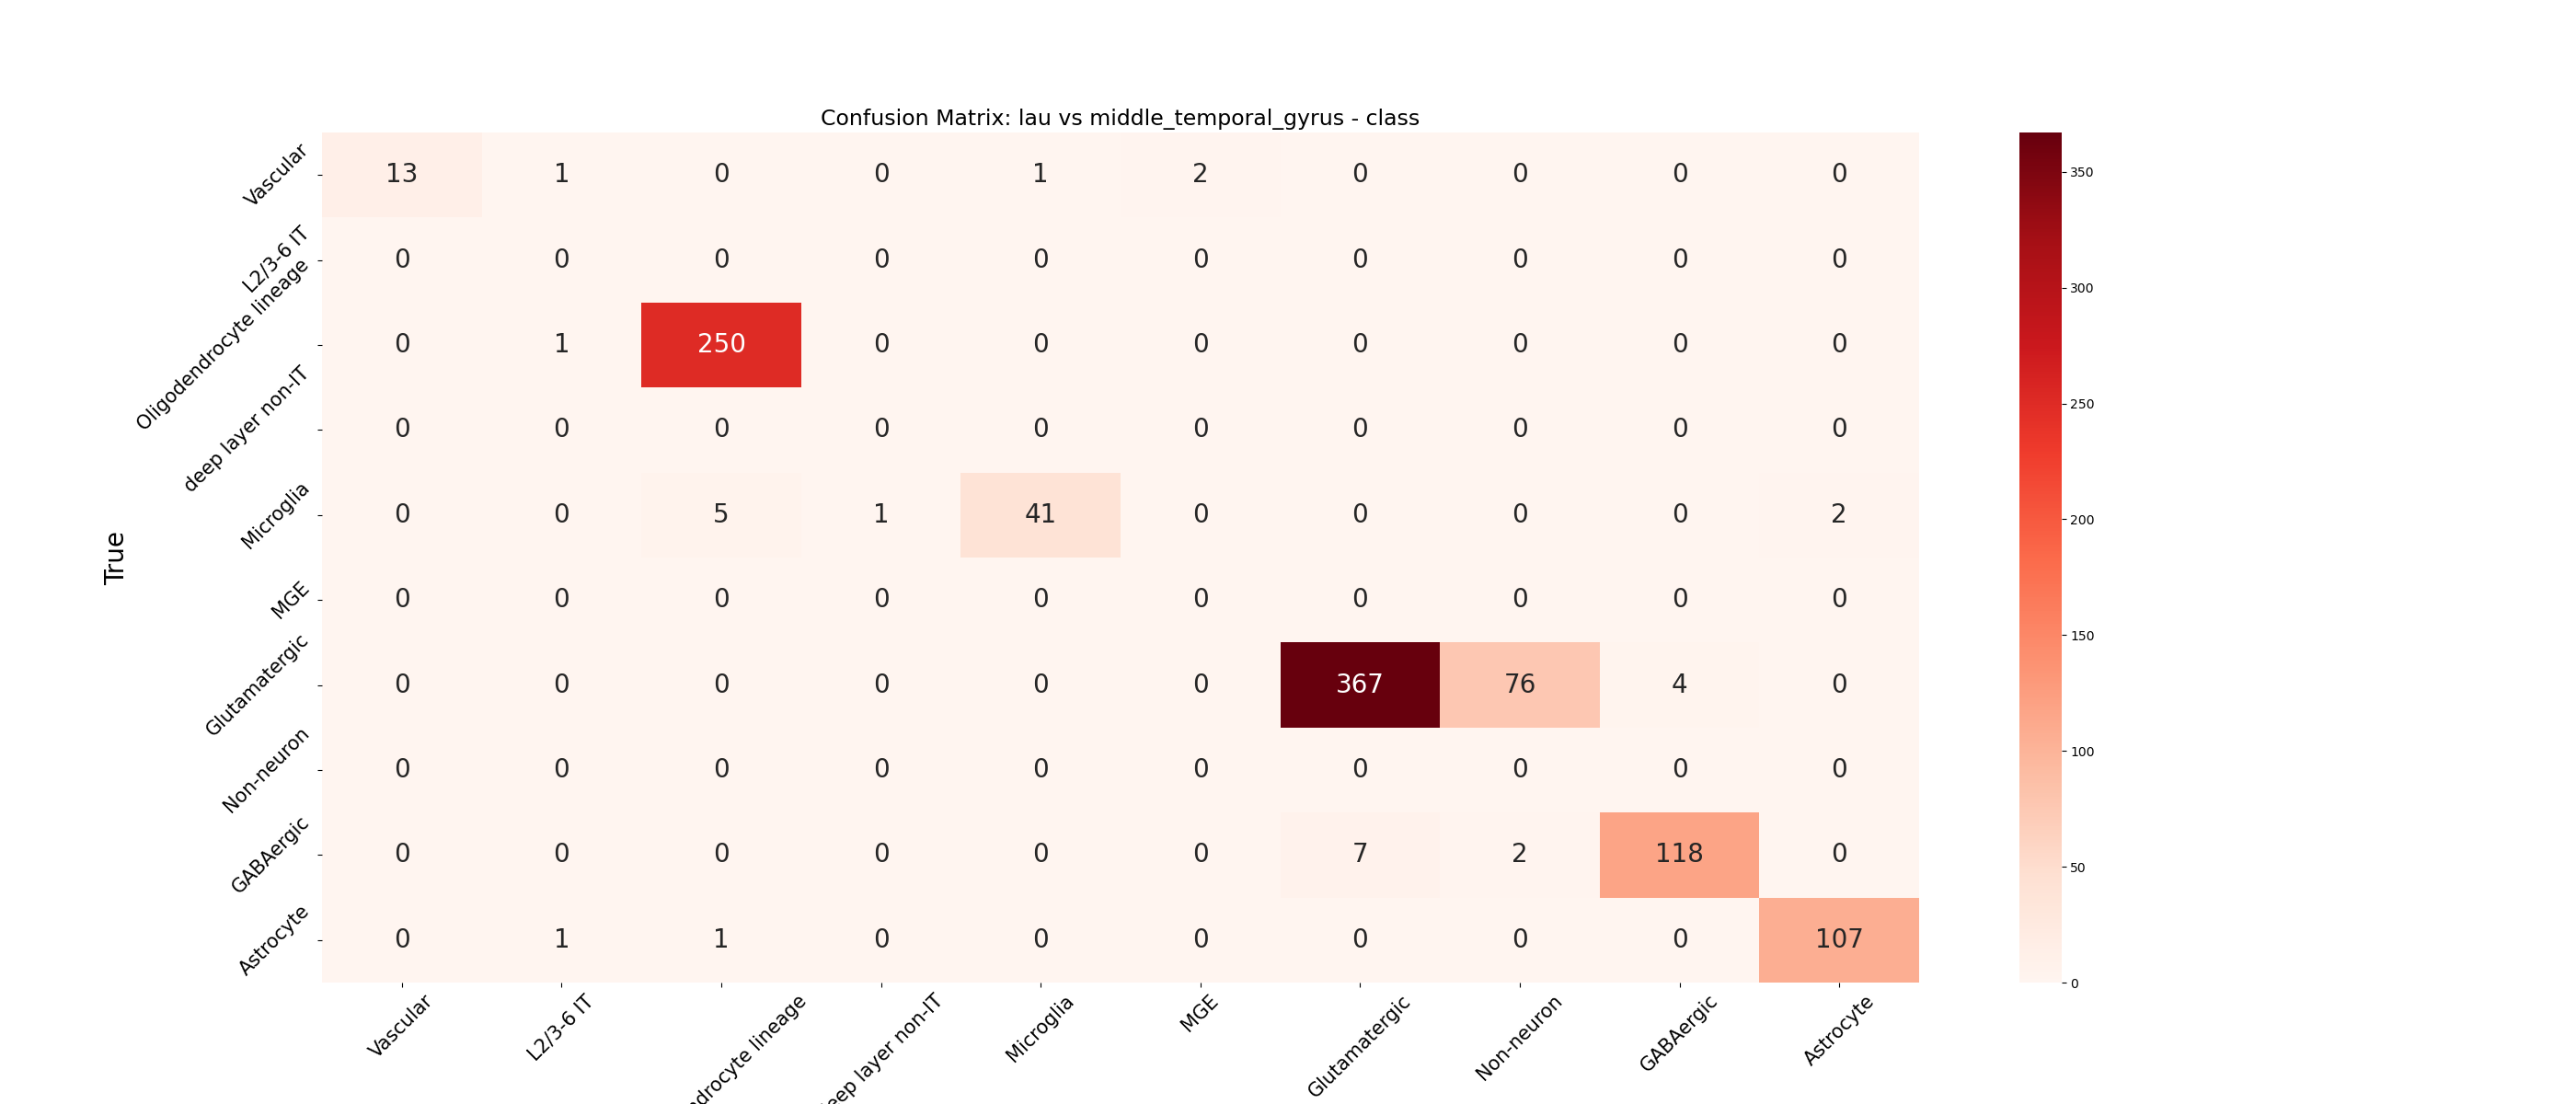 Confusion Matrix: lau vs middle_temporal_gyrus - class
True
Vascular 13 1 0 0 1 2 0 0 0 0
L2/3-6 IT 0 0 0 0 0 0 0 0 0 0
Oligodendrocyte lineage 0 1 250 0 0 0 0 0 0 0
deep layer non-IT 0 0 0 0 0 0 0 0 0 0
Microglia 0 0 5 1 41 0 0 0 0 2
MGE 0 0 0 0 0 0 0 0 0 0
Glutamatergic 0 0 0 0 0 0 367 76 4 0
Non-neuron 0 0 0 0 0 0 0 0 0 0
GABAergic 0 0 0 0 0 0 7 2 118 0
Astrocyte 0 1 1 0 0 0 0 0 0 107
Vascular
L2/3-6 IT
lineage
layer non-IT
Microglia
MGE
Glutamatergic
Non-neuron
GABAergic
Astrocyte
350
300
250
200
150
100
50
0